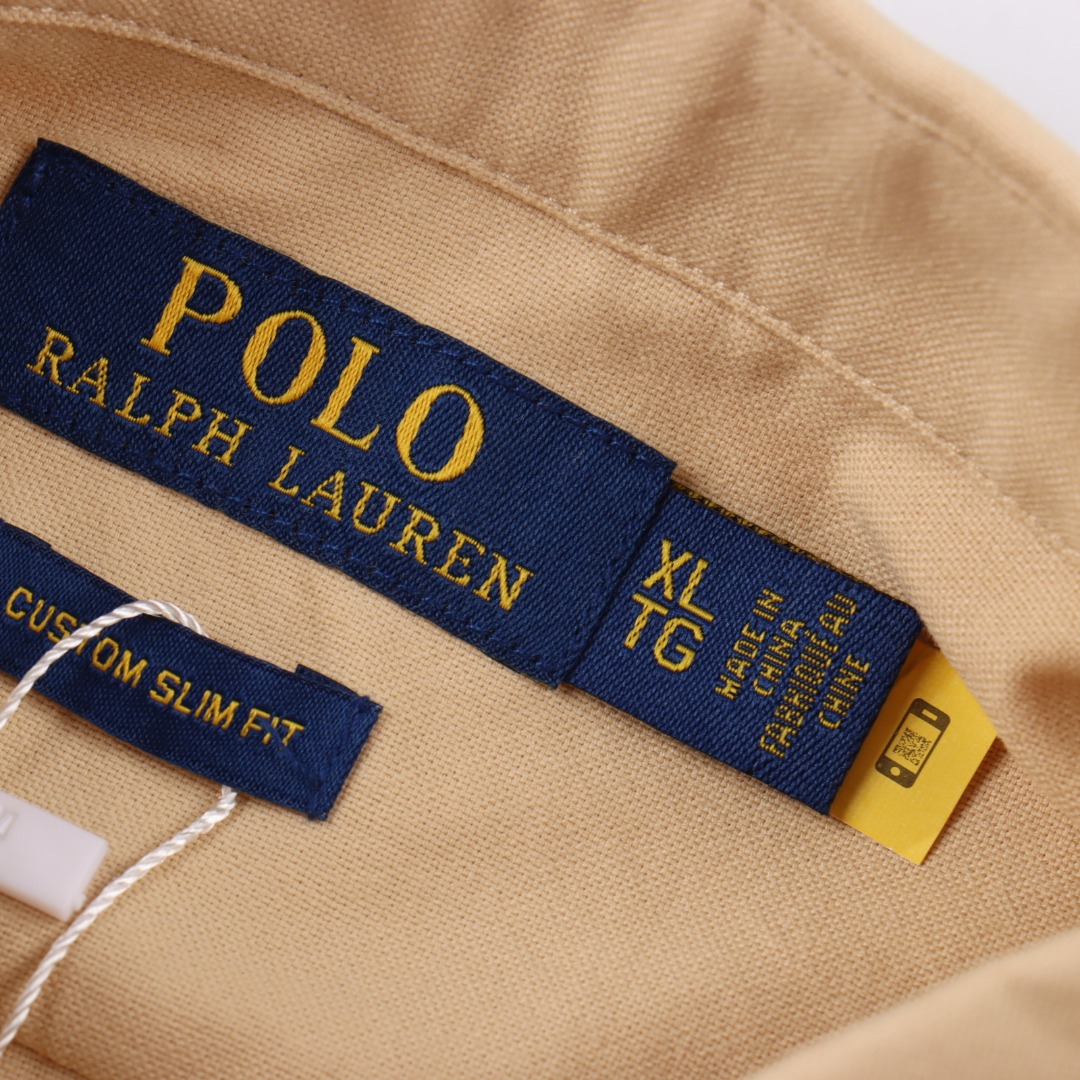 POLO
RALPH LAUREN
XL
TG
MADE IN
CHINA
FABRIQUÉ AU
CHINE
CUSTOM SLIM FIT